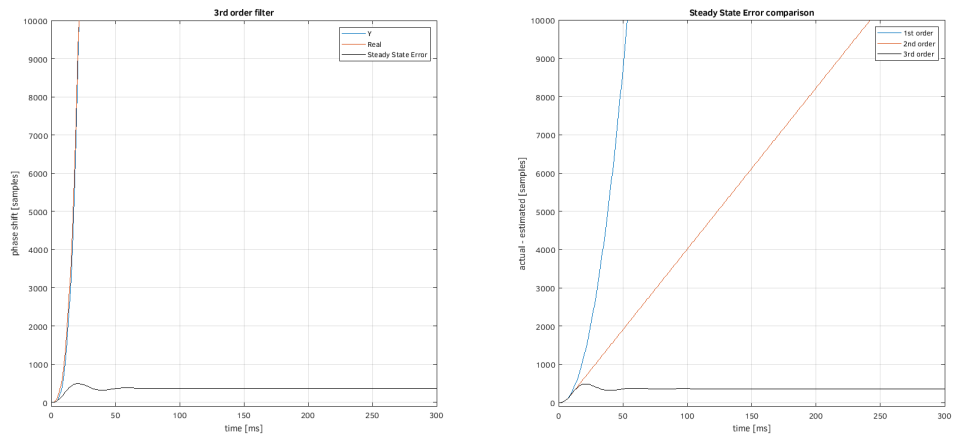 3rd order filter
10000
9000
8000
7000
6000
5000
4000
3000
2000
1000
0
phase shift [samples]
Y
Real
Steady State Error
0 50 100 150 200 250 300
time [ms]
Steady State Error comparison
10000
9000
8000
7000
6000
5000
4000
3000
2000
1000
0
actual - estimated [samples]
1st order
2nd order
3rd order
0 50 100 150 200 250 300
time [ms]